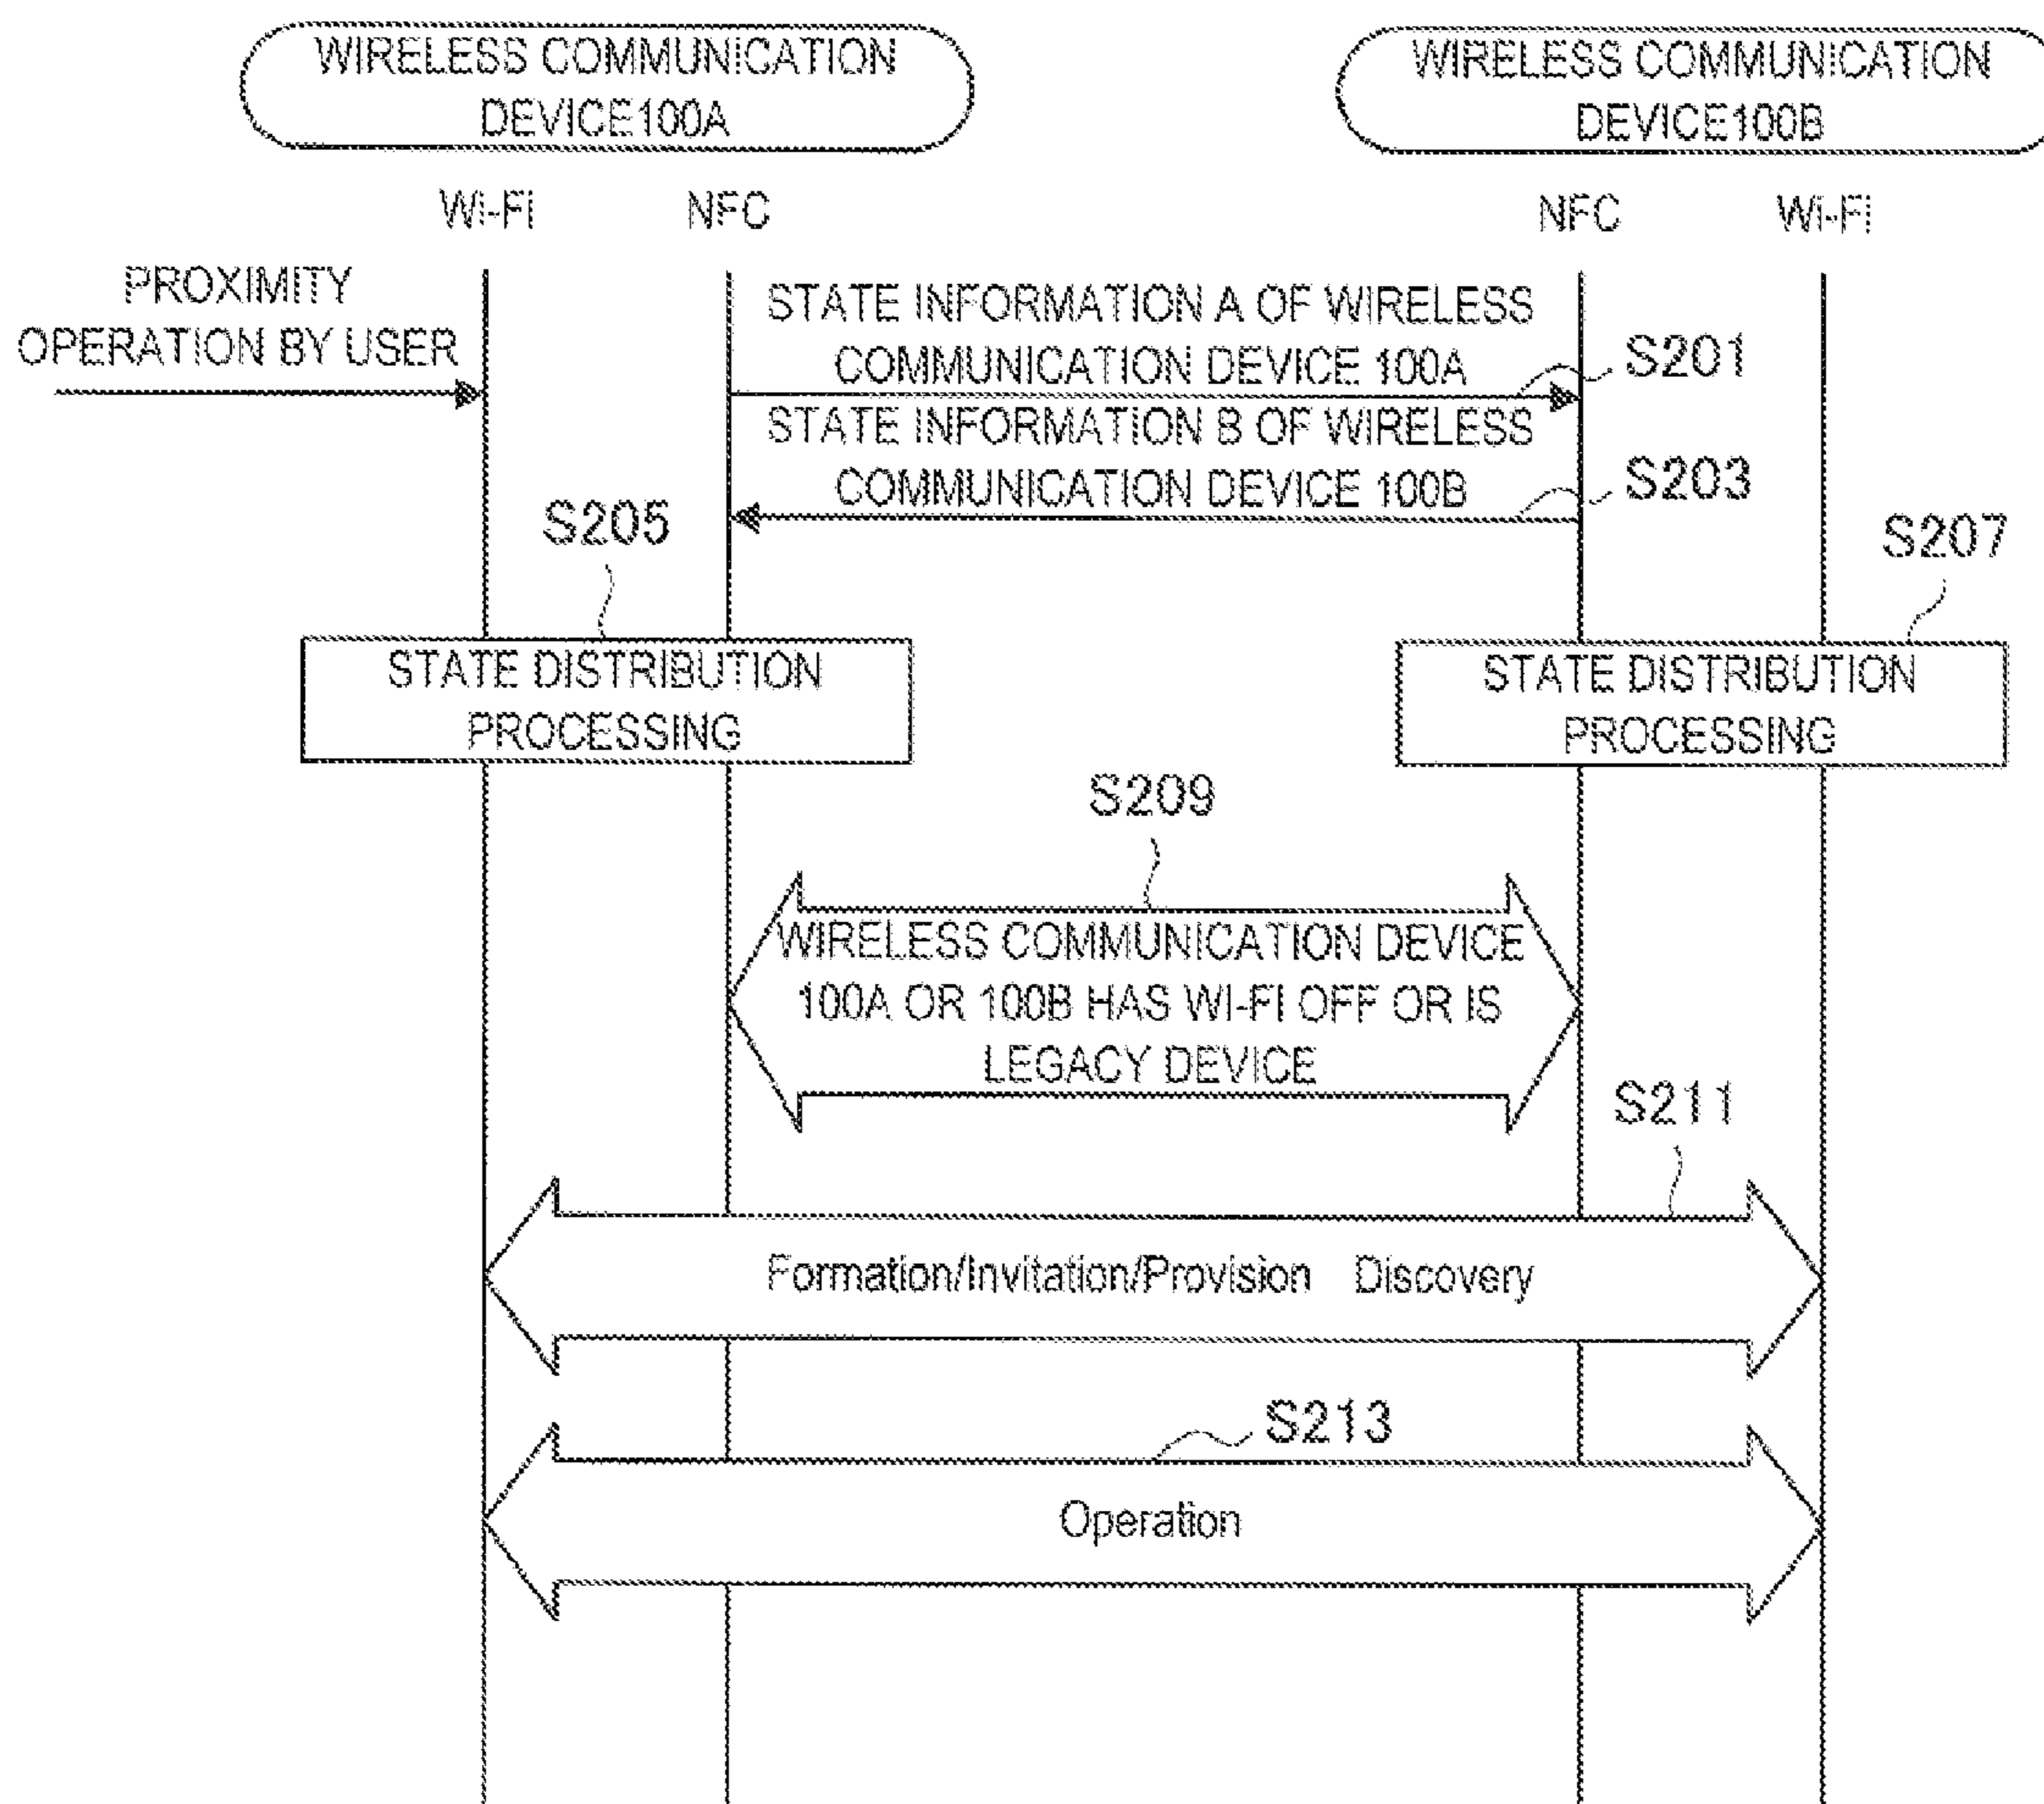 WIRELESS COMMUNICATION
DEVICE100A
WIRELESS COMMUNICATION
DEVICE100B
Wi-Fi
NFC
NFC
Wi-Fi
PROXIMITY
OPERATION BY USER
STATE INFORMATION A OF WIRELESS
COMMUNICATION DEVICE 100A
S201
STATE INFORMATION B OF WIRELESS
COMMUNICATION DEVICE 100B
S203
S205
S207
STATE DISTRIBUTION
PROCESSING
STATE DISTRIBUTION
PROCESSING
S209
WIRELESS COMMUNICATION DEVICE
100A OR 100B HAS WI-FI OFF OR IS
LEGACY DEVICE
S211
Formation/Invitation/Provision Discovery
S213
Operation